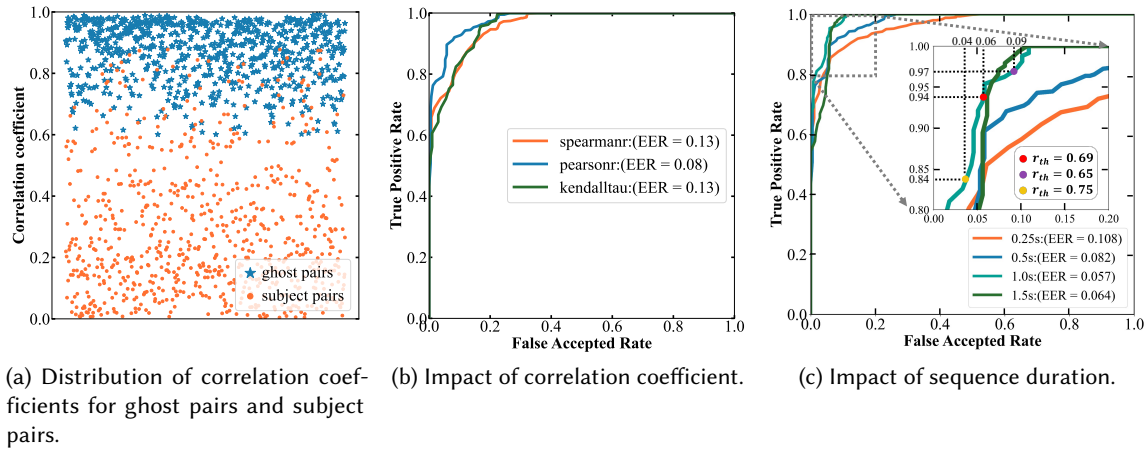 Correlation coefficient
1.0
0.8
0.6
0.4
0.2
0.0
ghost pairs
subject pairs
(a) Distribution of correlation coef-
ficients for ghost pairs and subject
pairs.
True Positive Rate
1.0
0.8
0.6
0.4
0.2
0.0
0.0 0.2 0.4 0.6 0.8 1.0
False Accepted Rate
spearmanr:(EER = 0.13)
pearsonr:(EER = 0.08)
kendalltau:(EER = 0.13)
(b) Impact of correlation coefficient.
True Positive Rate
1.0
0.8
0.6
0.4
0.2
0.0
0.0 0.2 0.4 0.6 0.8 1.0
False Accepted Rate
0.04 0.06 0.09
1.00
0.97
0.95
0.94
0.90
0.85
0.84
0.80
0.00 0.05 0.10 0.15 0.20
r_th = 0.69
r_th = 0.65
r_th = 0.75
0.25s:(EER = 0.108)
0.5s:(EER = 0.082)
1.0s:(EER = 0.057)
1.5s:(EER = 0.064)
(c) Impact of sequence duration.